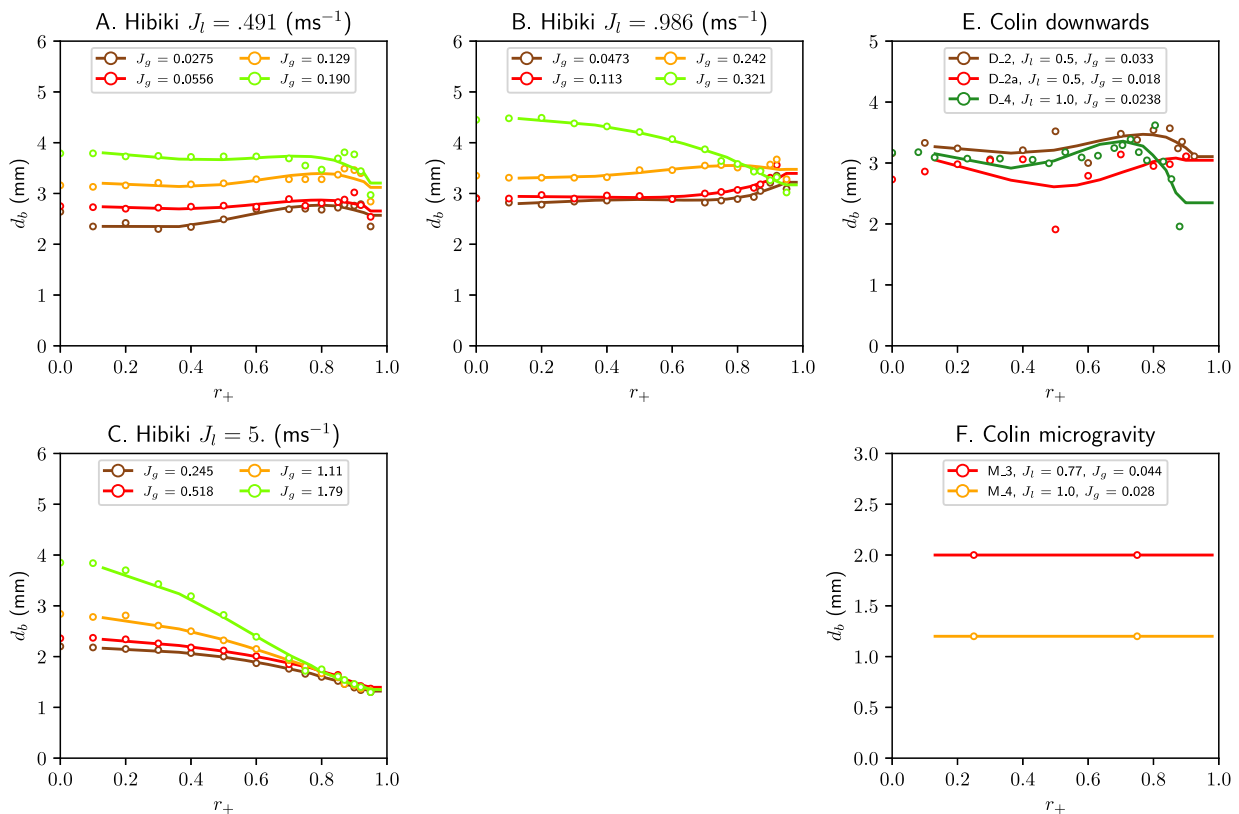 A. Hibiki J_l = .491 (ms⁻¹)
J_g = 0.0275
J_g = 0.129
J_g = 0.0556
J_g = 0.190
6
5
4
3
2
1
0
d_b (mm)
0.0 0.2 0.4 0.6 0.8 1.0
r_+
B. Hibiki J_l = .986 (ms⁻¹)
J_g = 0.0473
J_g = 0.242
J_g = 0.113
J_g = 0.321
6
5
4
3
2
1
0
d_b (mm)
0.0 0.2 0.4 0.6 0.8 1.0
r_+
E. Colin downwards
D_2, J_l = 0.5, J_g = 0.033
D_2a, J_l = 0.5, J_g = 0.018
D_4, J_l = 1.0, J_g = 0.0238
5
4
3
2
1
0
d_b (mm)
0.0 0.2 0.4 0.6 0.8 1.0
r_+
C. Hibiki J_l = 5. (ms⁻¹)
J_g = 0.245
J_g = 1.11
J_g = 0.518
J_g = 1.79
6
5
4
3
2
1
0
d_b (mm)
0.0 0.2 0.4 0.6 0.8 1.0
r_+
F. Colin microgravity
M_3, J_l = 0.77, J_g = 0.044
M_4, J_l = 1.0, J_g = 0.028
3.0
2.5
2.0
1.5
1.0
0.5
0.0
d_b (mm)
0.0 0.2 0.4 0.6 0.8 1.0
r_+